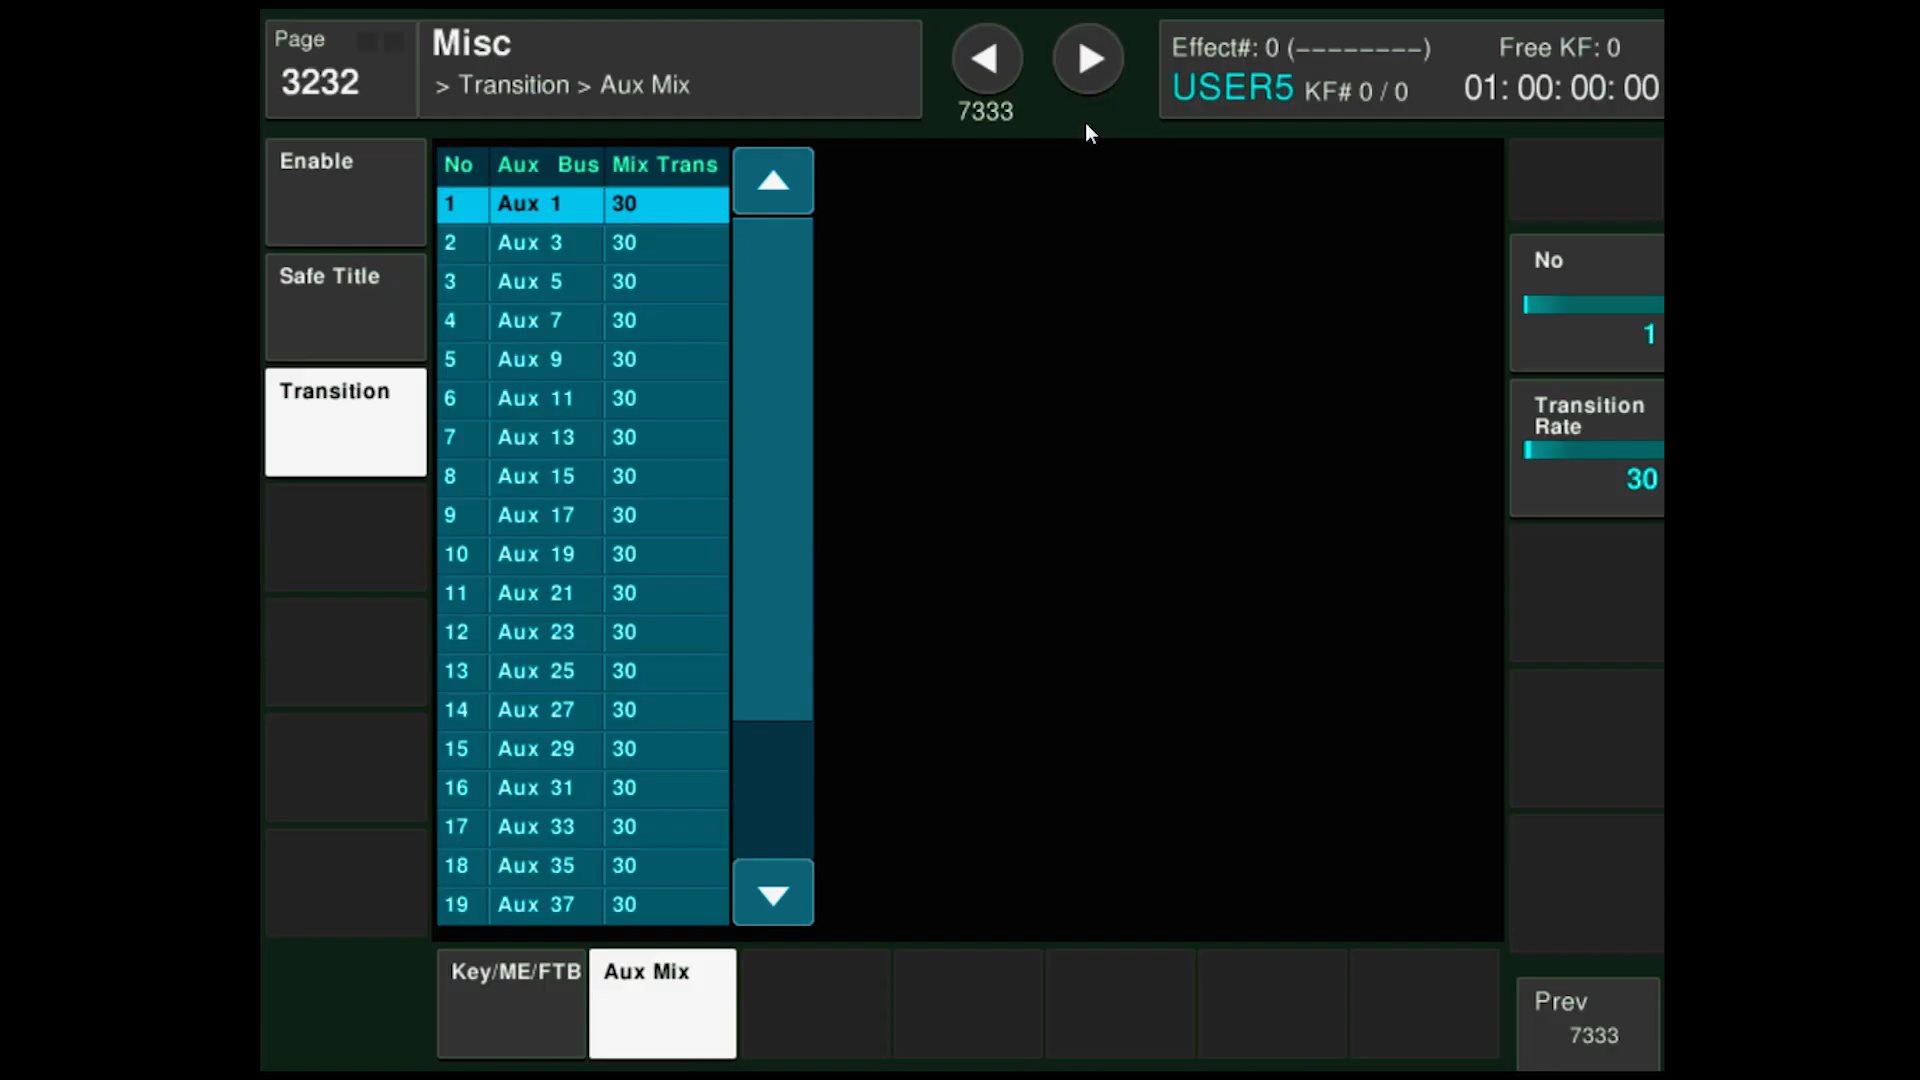 Page
3232
Misc
> Transition > Aux Mix
7333
Effect#: 0 (--------)
Free KF: 0
USER5 KF# 0 / 0
01: 00: 00: 00
Enable
Safe Title
Transition
No Aux Bus Mix Trans
1 Aux 1 30
2 Aux 3 30
3 Aux 5 30
4 Aux 7 30
5 Aux 9 30
6 Aux 11 30
7 Aux 13 30
8 Aux 15 30
9 Aux 17 30
10 Aux 19 30
11 Aux 21 30
12 Aux 23 30
13 Aux 25 30
14 Aux 27 30
15 Aux 29 30
16 Aux 31 30
17 Aux 33 30
18 Aux 35 30
19 Aux 37 30
No
1
Transition
Rate
30
Key/ME/FTB
Aux Mix
Prev
7333